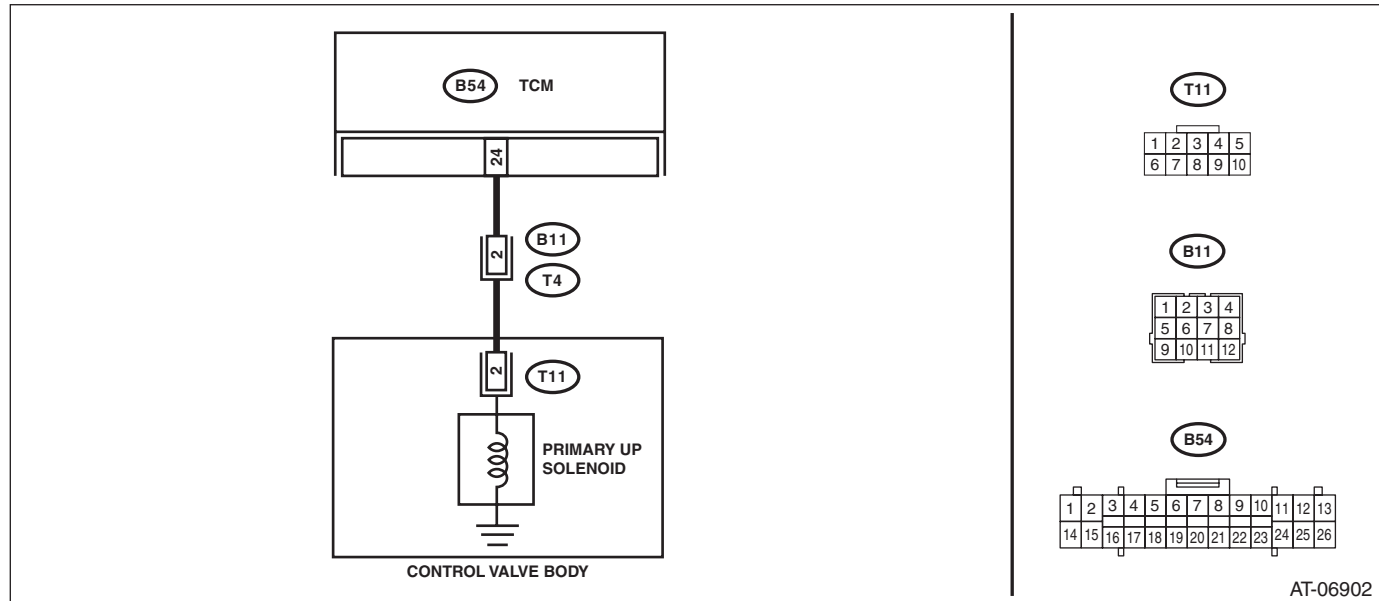 B54 TCM
24
2
B11
T4
2
T11
PRIMARY UP
SOLENOID
CONTROL VALVE BODY
T11
1 2 3 4 5
6 7 8 9 10
B11
1 2 3 4
5 6 7 8
9 10 11 12
B54
1 2 3 4 5 6 7 8 9 10 11 12 13
14 15 16 17 18 19 20 21 22 23 24 25 26
AT-06902